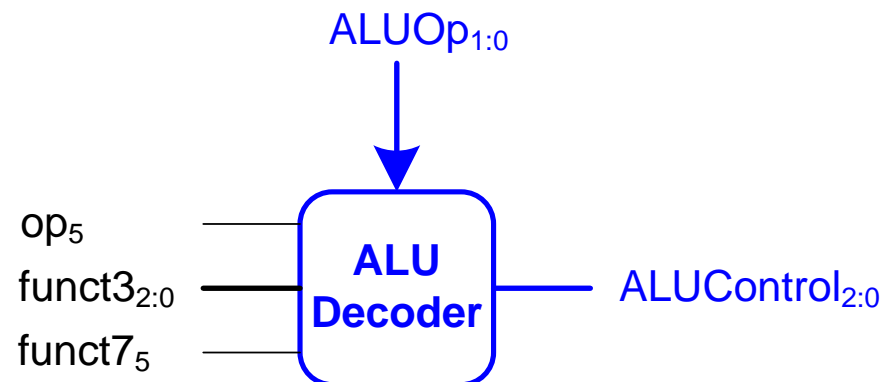 ALUOp1:0
op5
funct32:0
funct75
ALU
Decoder
ALUControl2:0